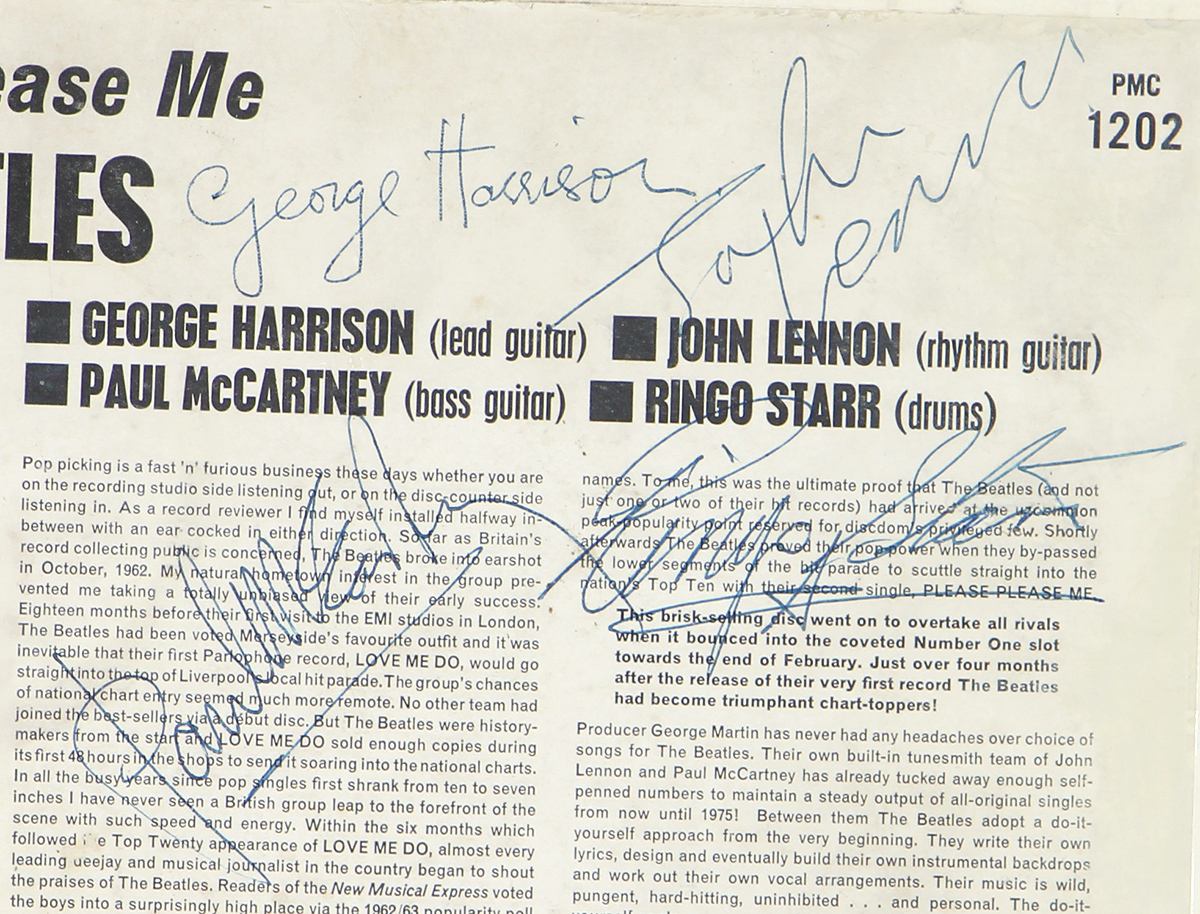 ease Me
PMC
1202
TLES
George Harrison
John Lennon
■ GEORGE HARRISON (lead guitar) ■ JOHN LENNON (rhythm guitar)
■ PAUL McCARTNEY (bass guitar) ■ RINGO STARR (drums)
Pop picking is a fast 'n' furious business these days whether you are
on the recording studio side listening out, or on the disc-counter side
listening in. As a record reviewer I find myself installed halfway in-
between with an ear cocked in either direction. So far as Britain's
record collecting public is concerned, The Beatles broke into earshot
in October, 1962. My natural hometown interest in the group pre-
vented me taking a totally unbiased view of their early success.
Eighteen months before their first visit to the EMI studios in London,
The Beatles had been voted Merseyside's favourite outfit and it was
inevitable that their first Parlophone record, LOVE ME DO, would go
straight into the top of Liverpool's local hit parade. The group's chances
of national chart entry seemed much more remote. No other team had
joined the best-sellers via a début disc. But The Beatles were history-
makers from the start and LOVE ME DO sold enough copies during
its first 48 hours in the shops to send it soaring into the national charts.
In all the busy years since pop singles first shrank from ten to seven
inches I have never seen a British group leap to the forefront of the
scene with such speed and energy. Within the six months which
followed the Top Twenty appearance of LOVE ME DO, almost every
leading deejay and musical journalist in the country began to shout
the praises of The Beatles. Readers of the New Musical Express voted
the boys into a surprisingly high place via the 1962/63 popularity poll
Paul McCartney
names. To me, this was the ultimate proof that The Beatles (and not
just one or two of their hit records) had arrived at the uncommon
peak-popularity point reserved for discdom's privileged few. Shortly
afterwards The Beatles proved their pop-power when they by-passed
the lower segments of the hit parade to scuttle straight into the
nation's Top Ten with their second single, PLEASE PLEASE ME.
Ringo Starr
This brisk-selling disc went on to overtake all rivals
when it bounced into the coveted Number One slot
towards the end of February. Just over four months
after the release of their very first record The Beatles
had become triumphant chart-toppers!
Producer George Martin has never had any headaches over choice of
songs for The Beatles. Their own built-in tunesmith team of John
Lennon and Paul McCartney has already tucked away enough self-
penned numbers to maintain a steady output of all-original singles
from now until 1975! Between them The Beatles adopt a do-it-
yourself approach from the very beginning. They write their own
lyrics, design and eventually build their own instrumental backdrops
and work out their own vocal arrangements. Their music is wild,
pungent, hard-hitting, uninhibited . . . and personal. The do-it-